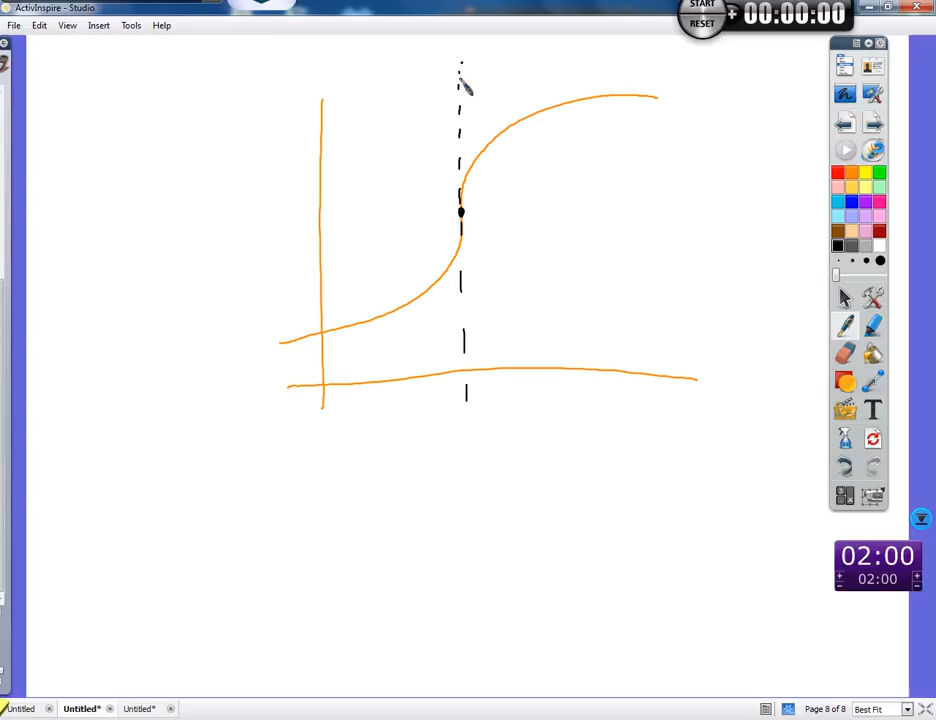 ActivInspire - Studio
START
RESET
00:00:00
File Edit View Insert Tools Help
02:00
02:00
Untitled Untitled* Untitled* Page 8 of 8 Best Fit